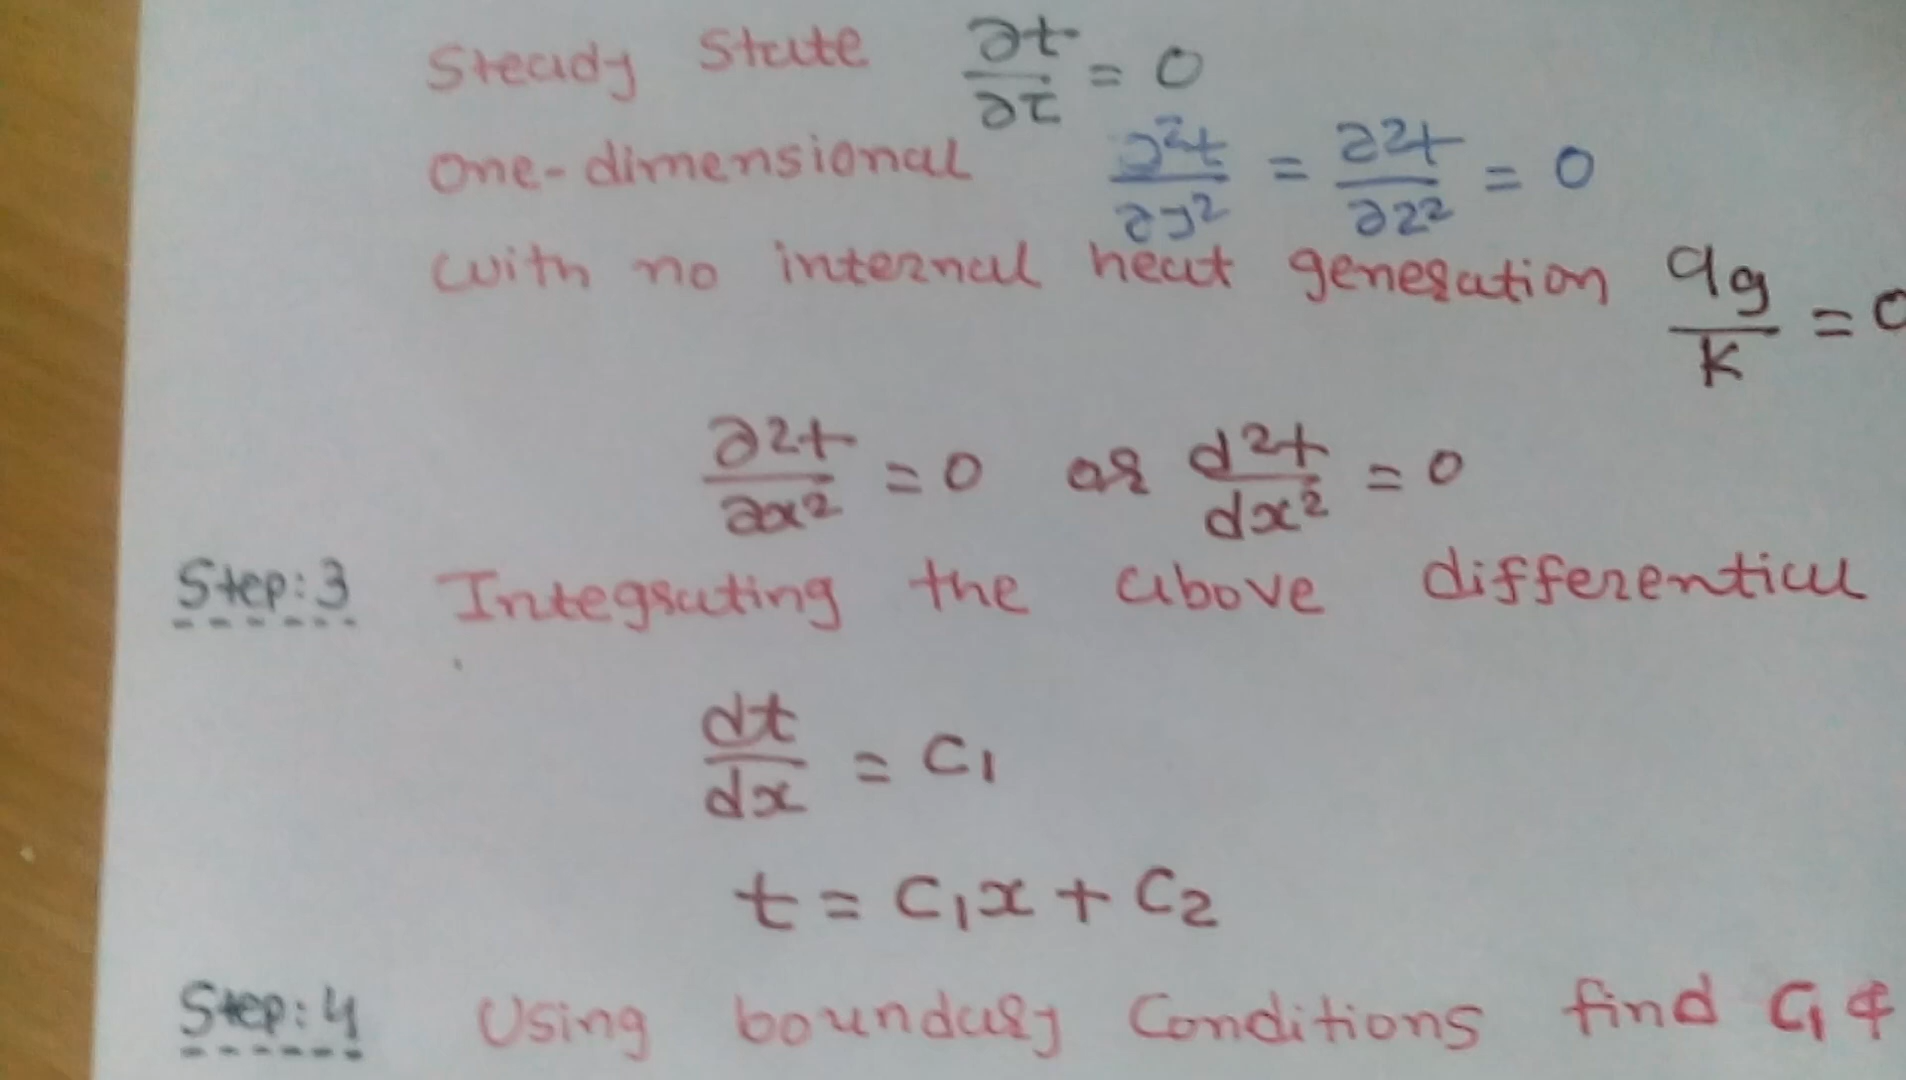 Steady State ∂t/∂τ = 0
One-dimensional ∂²t/∂y² = ∂²t/∂z² = 0
with no internal heat generation qg/k = 0
∂²t/∂x² = 0 or d²t/dx² = 0
Step:3 Integrating the above differential
dt/dx = C₁
t = C₁x + C₂
Step:4 Using boundary Conditions find C₁ &